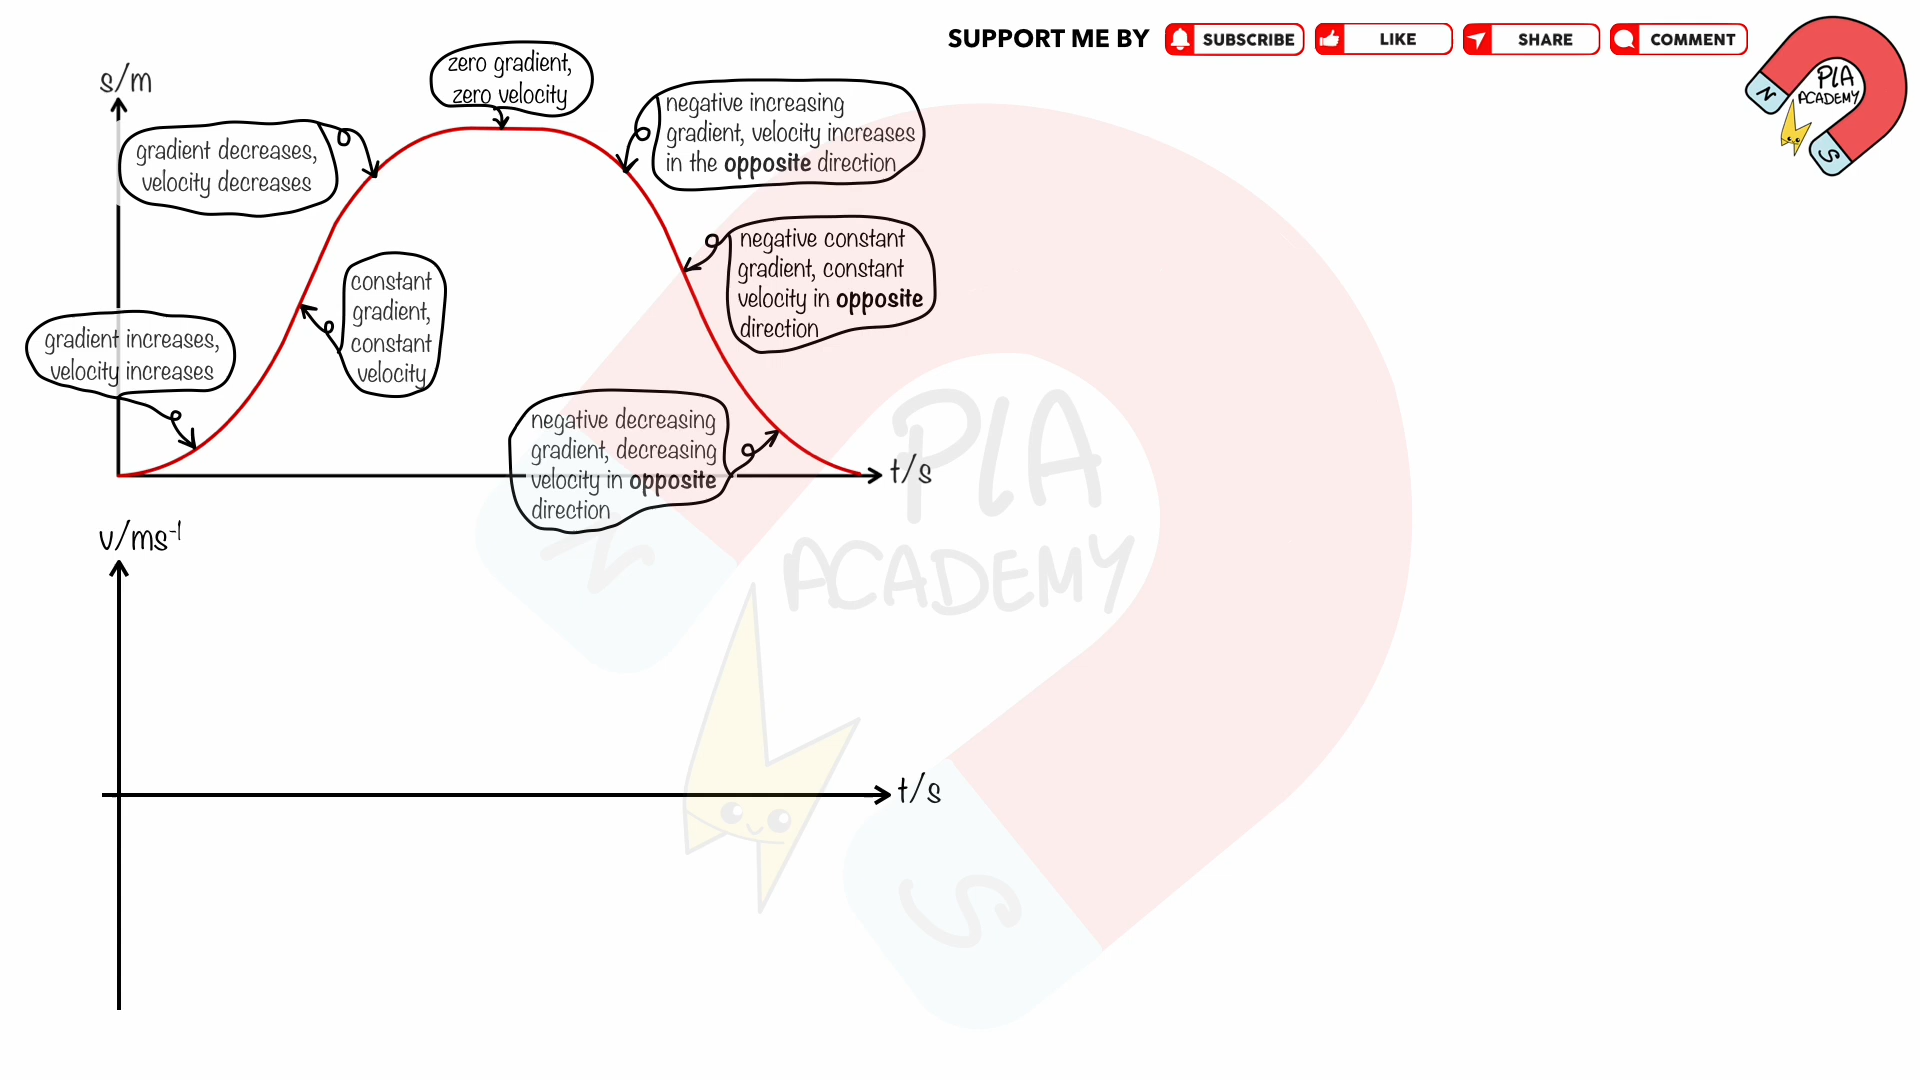 SUPPORT ME BY
SUBSCRIBE
LIKE
SHARE
COMMENT
PLA
ACADEMY
N
S
s/m
zero gradient,
zero velocity
gradient decreases,
velocity decreases
negative increasing
gradient, velocity increases
in the opposite direction
negative constant
gradient, constant
velocity in opposite
direction
constant
gradient,
constant
velocity
gradient increases,
velocity increases
negative decreasing
gradient, decreasing
velocity in opposite
direction
t/s
PLA
ACADEMY
N
S
v/ms⁻¹
t/s